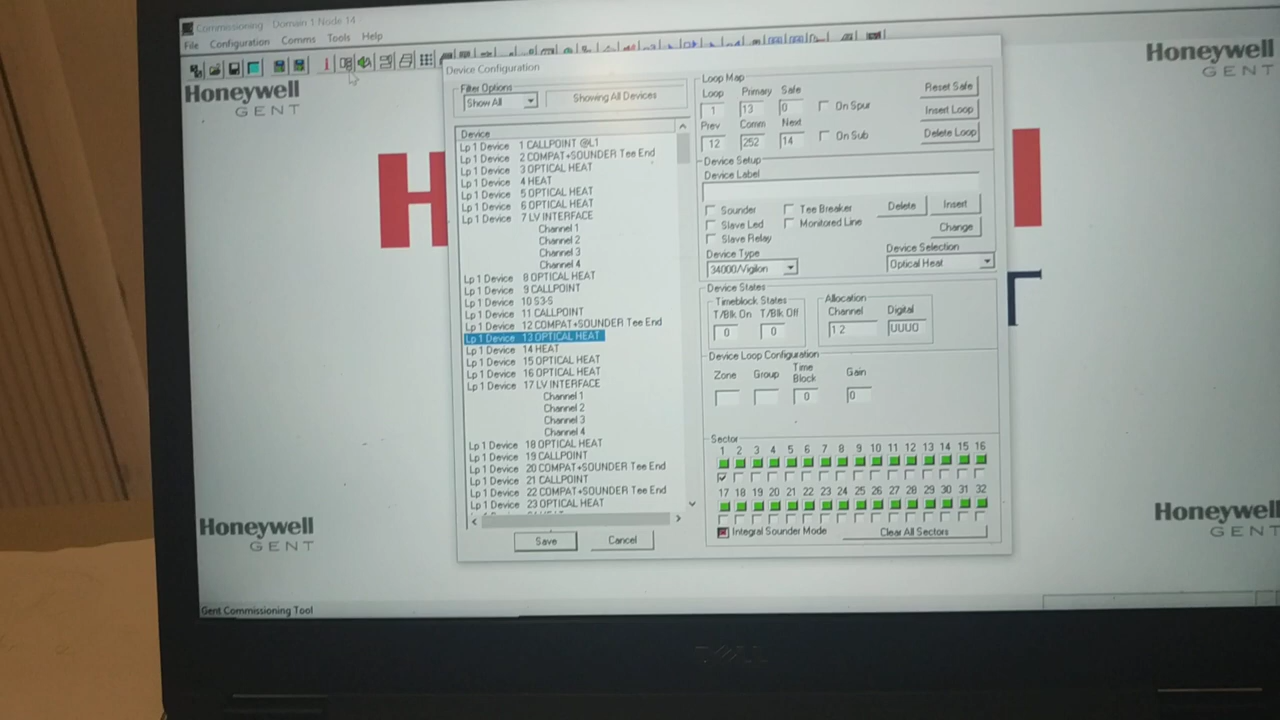 Commissioning - Domain 1 Node 14
File Configuration Comms Tools Help
Honeywell
GENT
Honeywell
GENT
H
Device Configuration
Filter Options
Show All
Showing All Devices
Device
Lp 1 Device 1 CALLPOINT @L1
Lp 1 Device 2 COMPAT+SOUNDER Tee End
Lp 1 Device 3 OPTICAL HEAT
Lp 1 Device 4 HEAT
Lp 1 Device 5 OPTICAL HEAT
Lp 1 Device 6 OPTICAL HEAT
Lp 1 Device 7 LV INTERFACE
Channel 1
Channel 2
Channel 3
Channel 4
Lp 1 Device 8 OPTICAL HEAT
Lp 1 Device 9 CALLPOINT
Lp 1 Device 10 S3-S
Lp 1 Device 11 CALLPOINT
Lp 1 Device 12 COMPAT+SOUNDER Tee End
Lp 1 Device 13 OPTICAL HEAT
Lp 1 Device 14 HEAT
Lp 1 Device 15 OPTICAL HEAT
Lp 1 Device 16 OPTICAL HEAT
Lp 1 Device 17 LV INTERFACE
Channel 1
Channel 2
Channel 3
Channel 4
Lp 1 Device 18 OPTICAL HEAT
Lp 1 Device 19 CALLPOINT
Lp 1 Device 20 COMPAT+SOUNDER Tee End
Lp 1 Device 21 CALLPOINT
Lp 1 Device 22 COMPAT+SOUNDER Tee End
Lp 1 Device 23 OPTICAL HEAT
Save Cancel
Loop Map
Loop Primary Safe
1 13 0 On Spur
Prev Comm Next
12 252 14 On Sub
Reset Safe
Insert Loop
Delete Loop
Device Setup
Device Label
Sounder Tee Breaker
Slave Led Monitored Line
Slave Relay
Delete Insert
Change
Device Type
34000/Vigilon
Device Selection
Optical Heat
Device States
Timeblock States
T/Blk On T/Blk Off
0 0
Allocation
Channel Digital
1 2 UUUU
Device Loop Configuration
Zone Group Time Block Gain
0 0
Sector
1 2 3 4 5 6 7 8 9 10 11 12 13 14 15 16
17 18 19 20 21 22 23 24 25 26 27 28 29 30 31 32
Integral Sounder Mode
Clear All Sectors
Honeywell
GENT
Honeywell
GENT
Gent Commissioning Tool
DELL